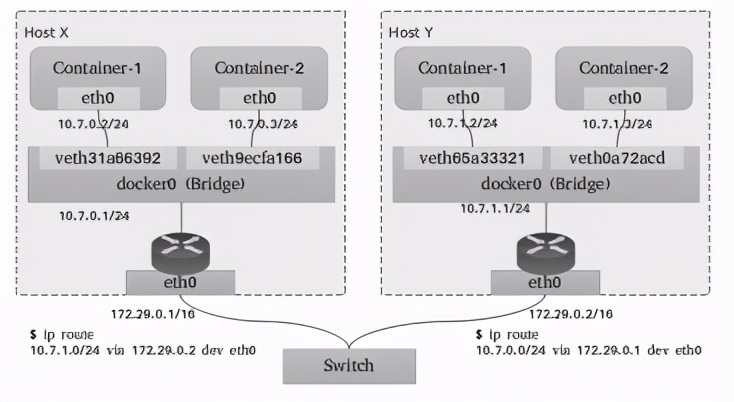 Host X
Host Y
Container-1
Container-2
Container-1
Container-2
eth0
eth0
eth0
eth0
10.7.0.2/24
10.7.0.3/24
10.7.1.2/24
10.7.1.3/24
veth31a66392
veth9ecfa166
veth65a33321
veth0a72acd
docker0 (Bridge)
docker0 (Bridge)
10.7.0.1/24
10.7.1.1/24
eth0
eth0
172.29.0.1/16
172.29.0.2/16
$ ip route
$ ip route
10.7.1.0/24 via 172.29.0.2 dev eth0
10.7.0.0/24 via 172.29.0.1 dev eth0
Switch